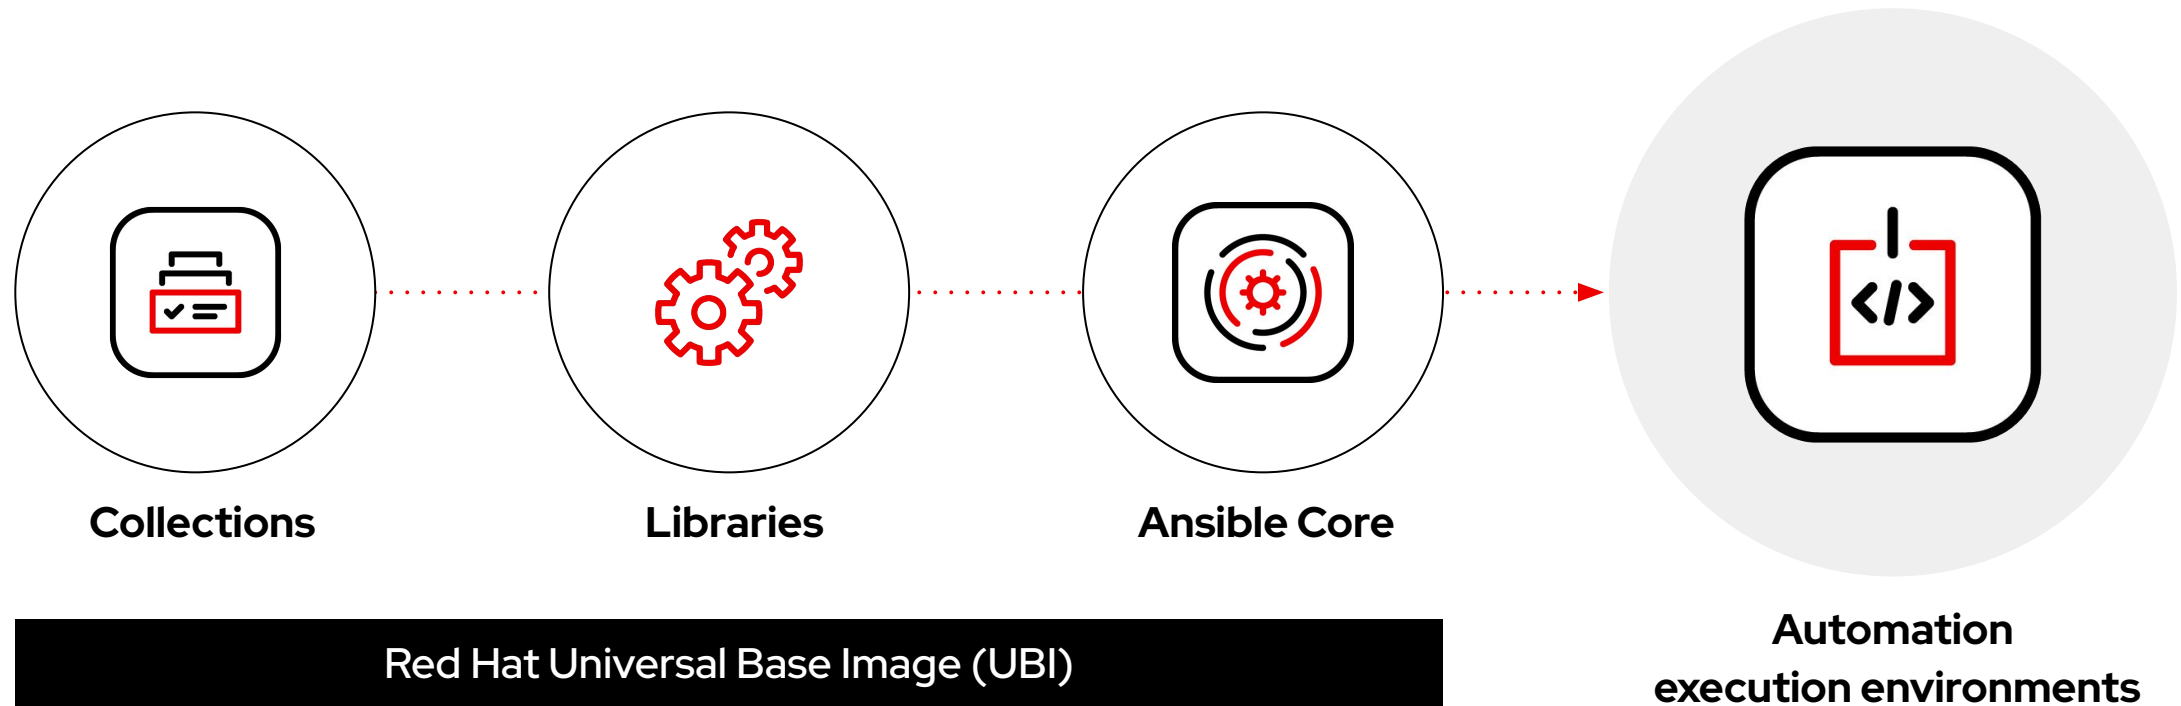 Collections
Libraries
Ansible Core
Red Hat Universal Base Image (UBI)
Automation
execution environments